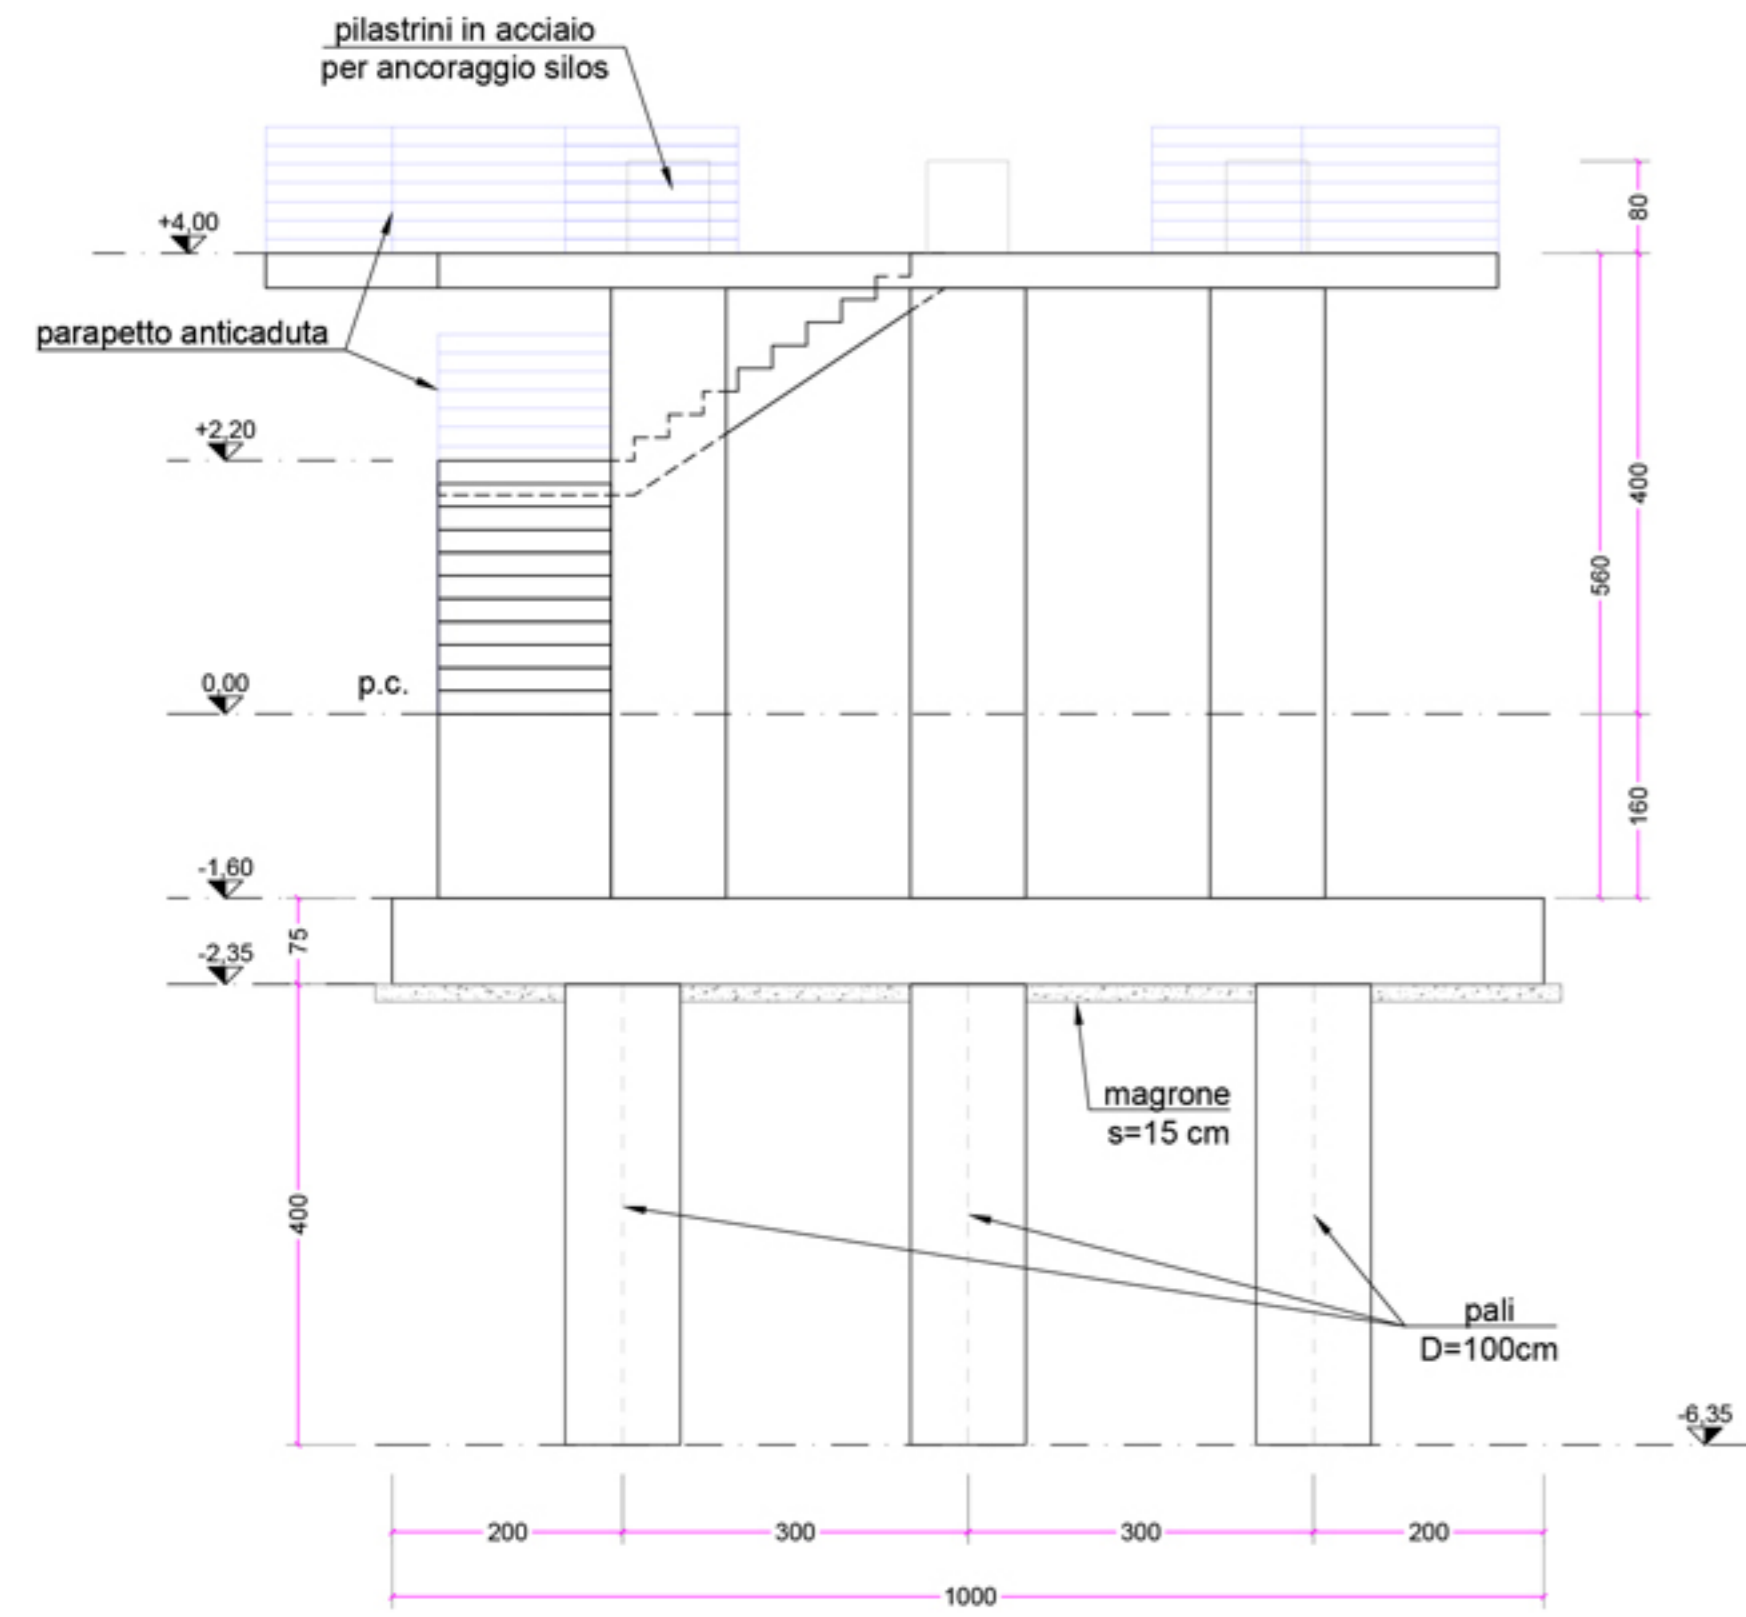 pilastrini in acciaio
per ancoraggio silos
80
+4,00
parapetto anticaduta
+2,20
400
560
0,00
p.c.
160
-1,60
75
-2,35
magrone
s=15 cm
400
pali
D=100cm
-6,35
200
300
300
200
1000